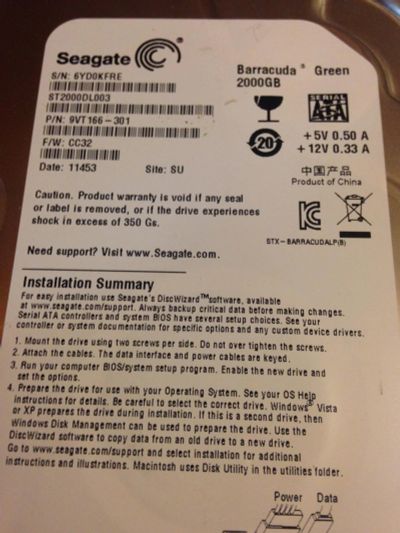 Seagate
S/N: 6YD0KFRE
ST2000DL003
P/N: 9VT166-301
F/W: CC32
Date: 11453 Site: SU
Barracuda® Green
2000GB
SERIAL
ATA
20
+5V 0.50 A
+12V 0.33 A
中国产品
Product of China
STX-BARRACUDALP(B)
Caution. Product warranty is void if any seal
or label is removed, or if the drive experiences
shock in excess of 350 Gs.
Need support? Visit www.Seagate.com.
Installation Summary
For easy installation use Seagate's DiscWizard™software, available
at www.seagate.com/support. Always backup critical data before making changes.
Serial ATA controllers and system BIOS have several setup choices. See your
controller or system documentation for specific options and any custom device drivers.
1. Mount the drive using two screws per side. Do not over tighten the screws.
2. Attach the cables. The data interface and power cables are keyed.
3. Run your computer BIOS/system setup program. Enable the new drive and
set the options.
4. Prepare the drive for use with your Operating System. See your OS Help
instructions for details. Be careful to select the correct drive. Windows® Vista
or XP prepares the drive during installation. If this is a second drive, then
Windows Disk Management can be used to prepare the drive. Use the
DiscWizard software to copy data from an old drive to a new drive.
Go to www.seagate.com/support and select installation for additional
instructions and illustrations. Macintosh uses Disk Utility in the utilities folder.
Power Data